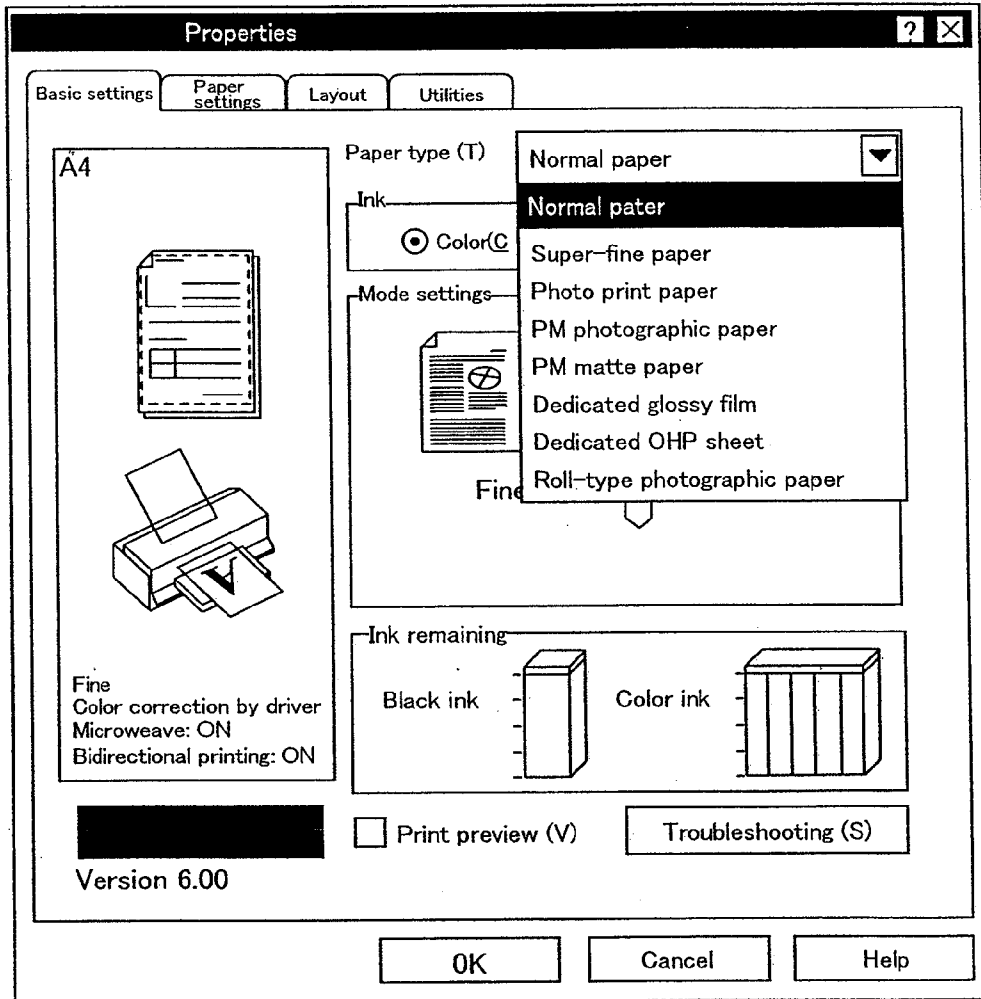 Properties
?
Basic settings
Paper
settings
Layout
Utilities
A4
Paper type (T)
Normal paper
Normal pater
Super-fine paper
Photo print paper
PM photographic paper
PM matte paper
Dedicated glossy film
Dedicated OHP sheet
Roll-type photographic paper
Ink
Color(C
Mode settings
Fine
Ink remaining
Black ink
Color ink
Fine
Color correction by driver
Microweave: ON
Bidirectional printing: ON
Version 6.00
Print preview (V)
Troubleshooting (S)
OK
Cancel
Help